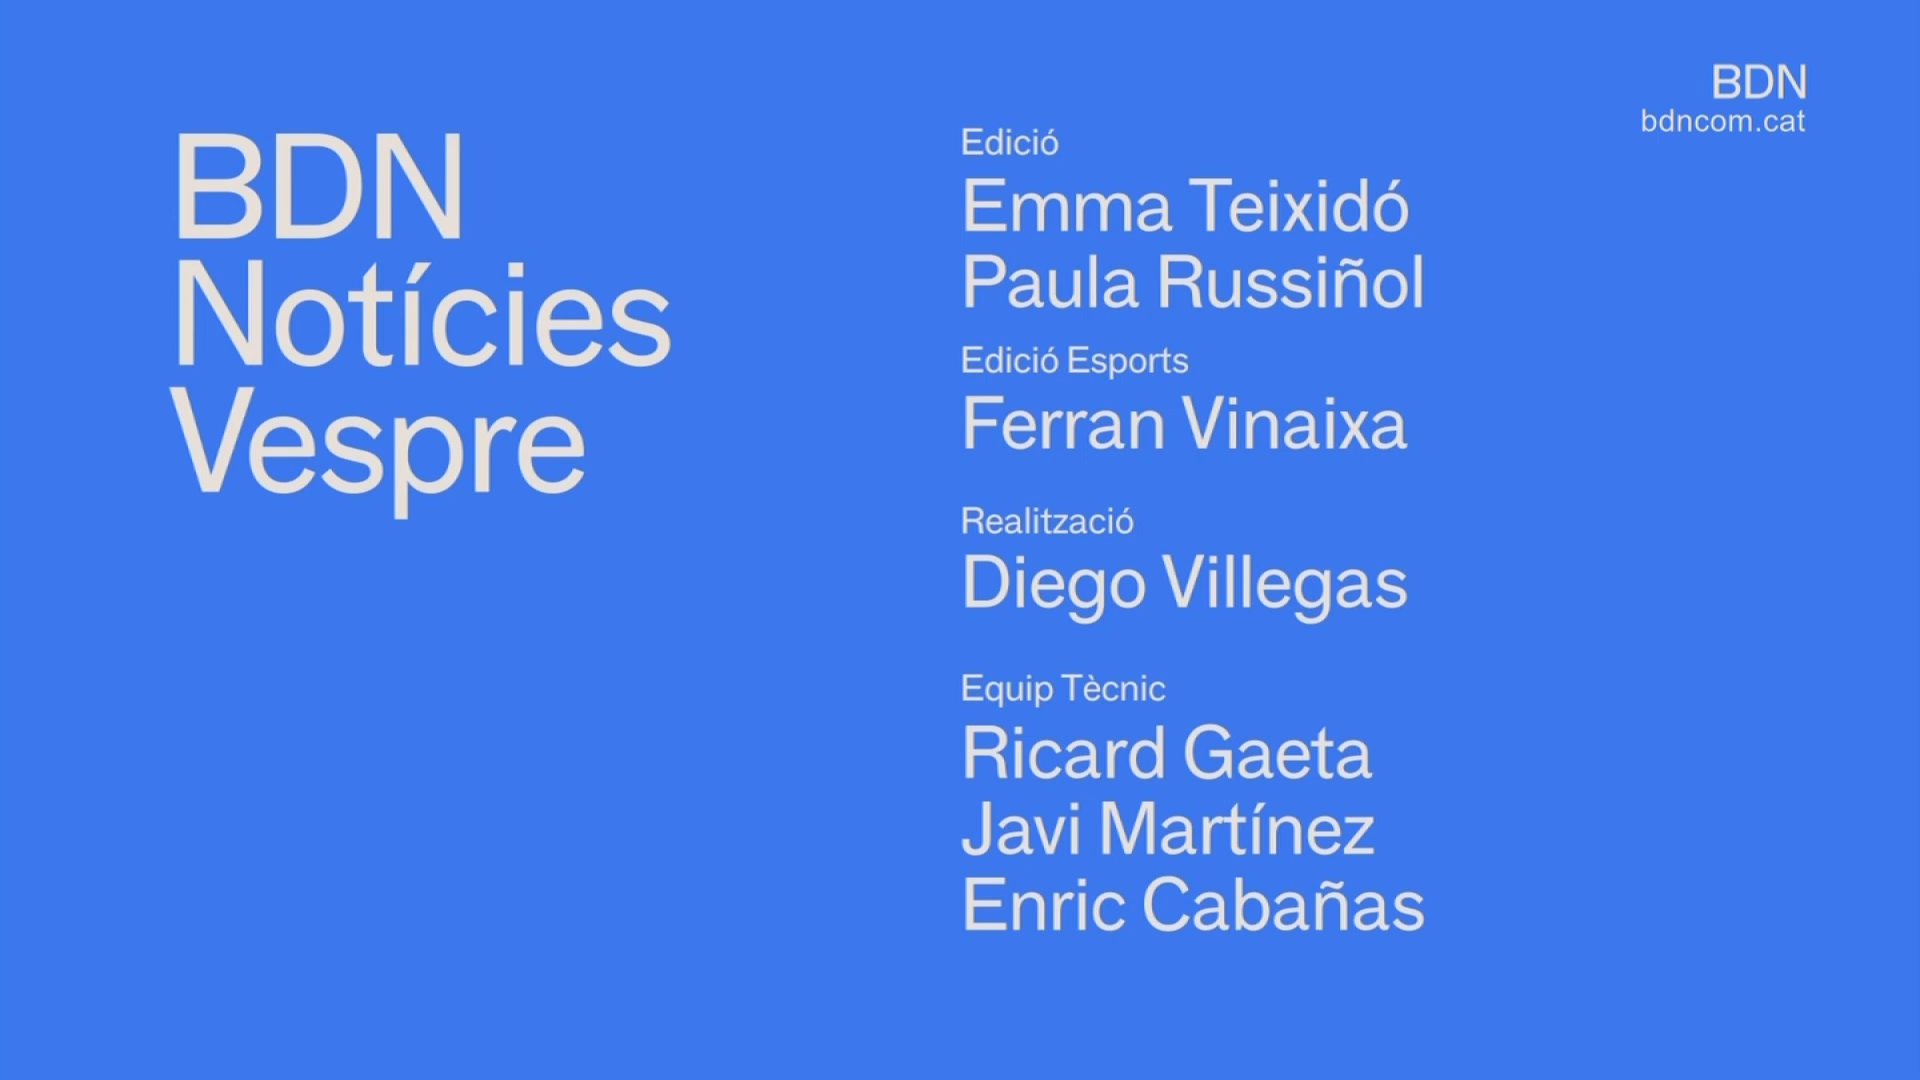 BDN
Notícies
Vespre
Edició
Emma Teixidó
Paula Russiñol
Edició Esports
Ferran Vinaixa
Realització
Diego Villegas
Equip Tècnic
Ricard Gaeta
Javi Martínez
Enric Cabañas
BDN
bdncom.cat